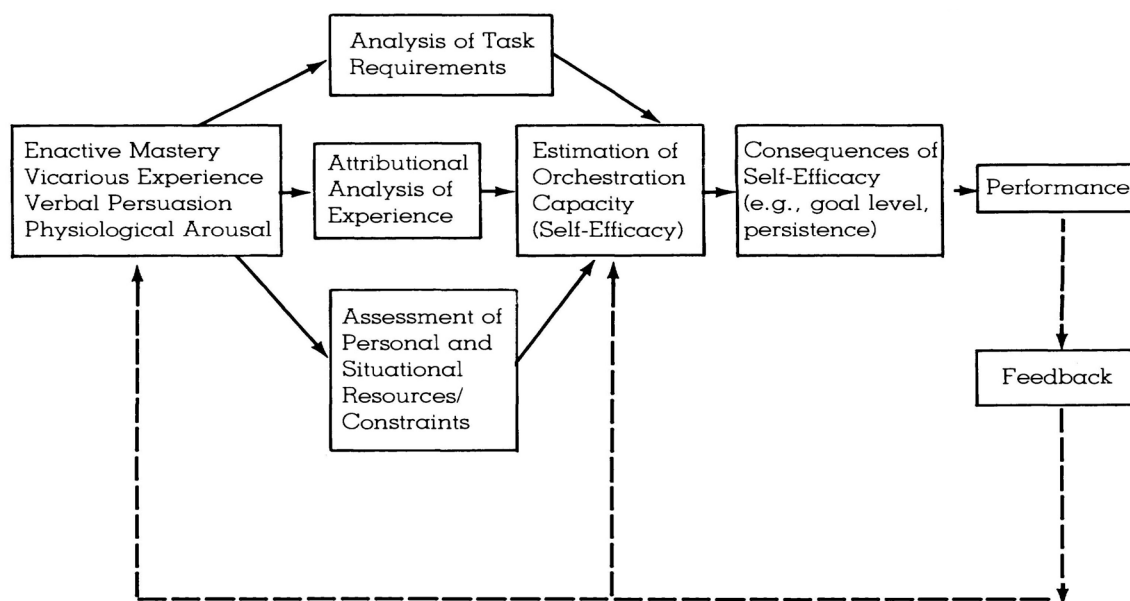 Analysis of Task
Requirements
Enactive Mastery
Vicarious Experience
Verbal Persuasion
Physiological Arousal
Attributional
Analysis of
Experience
Assessment of
Personal and
Situational
Resources/
Constraints
Estimation of
Orchestration
Capacity
(Self-Efficacy)
Consequences of
Self-Efficacy
(e.g., goal level,
persistence)
Performance
Feedback